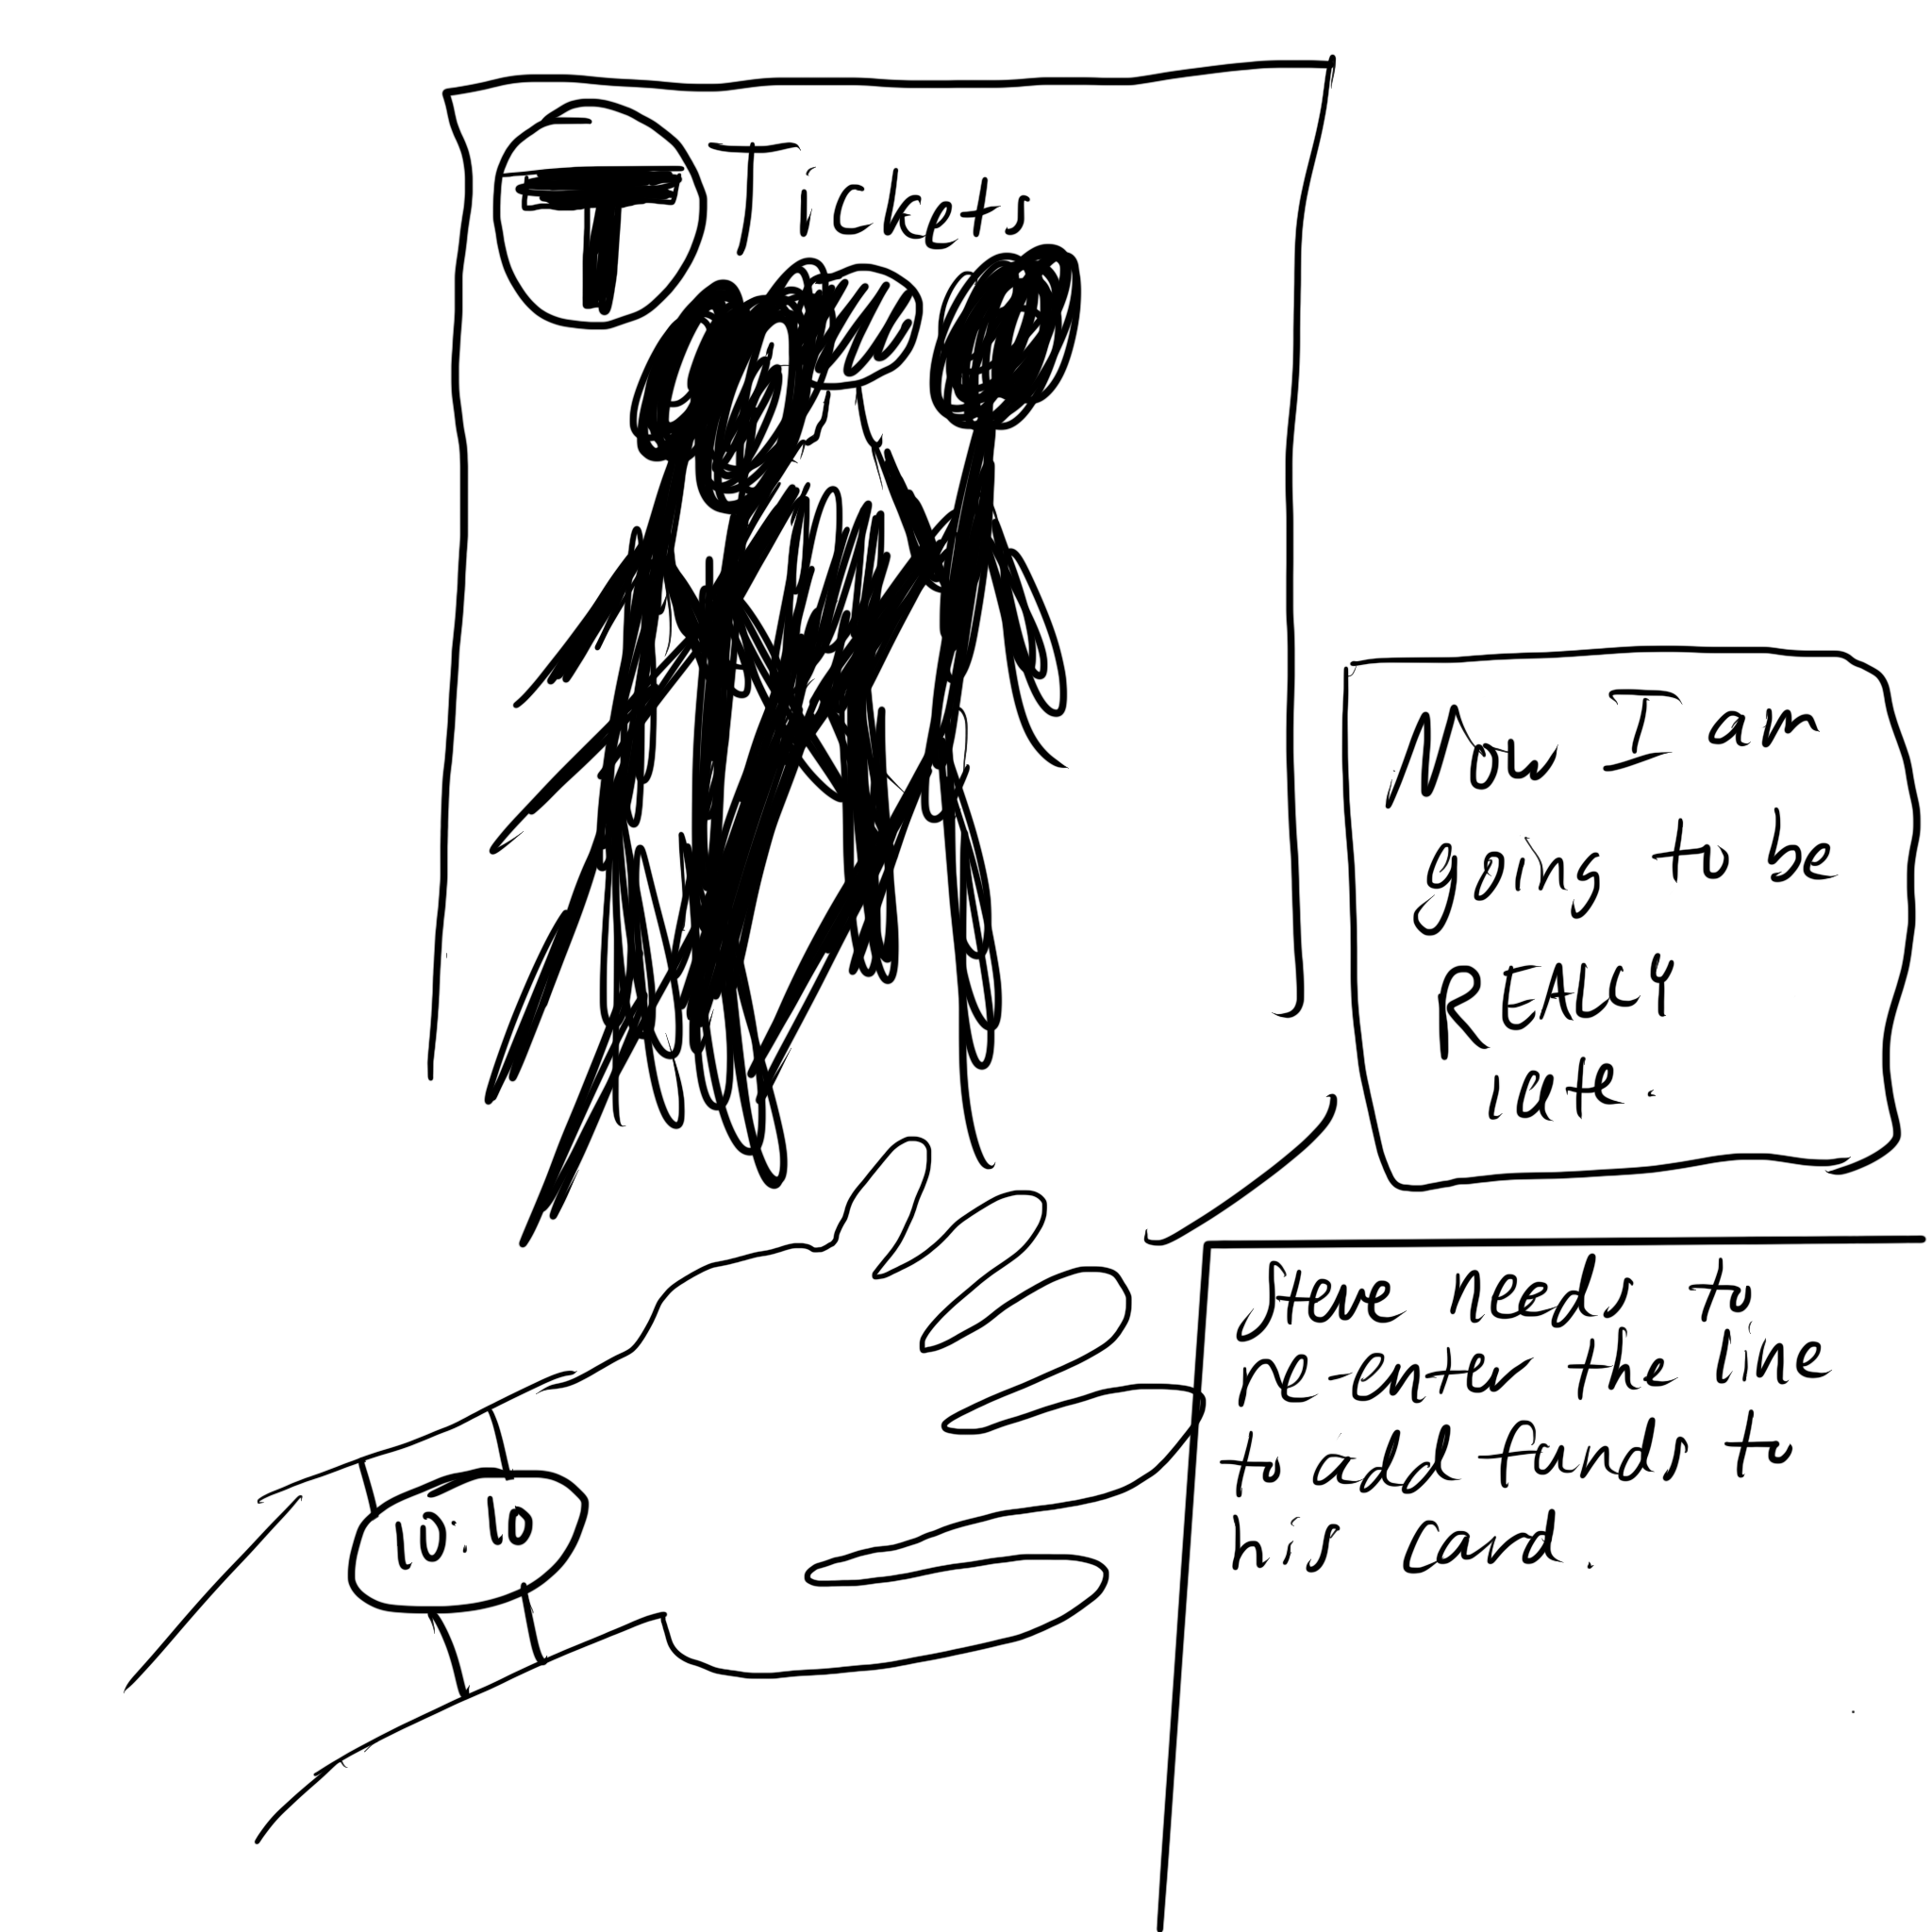 T Tickets
Now I am
going to be
REALLY
late.
10:10
Steve needs to
re-enter the line
to add funds to
his card.